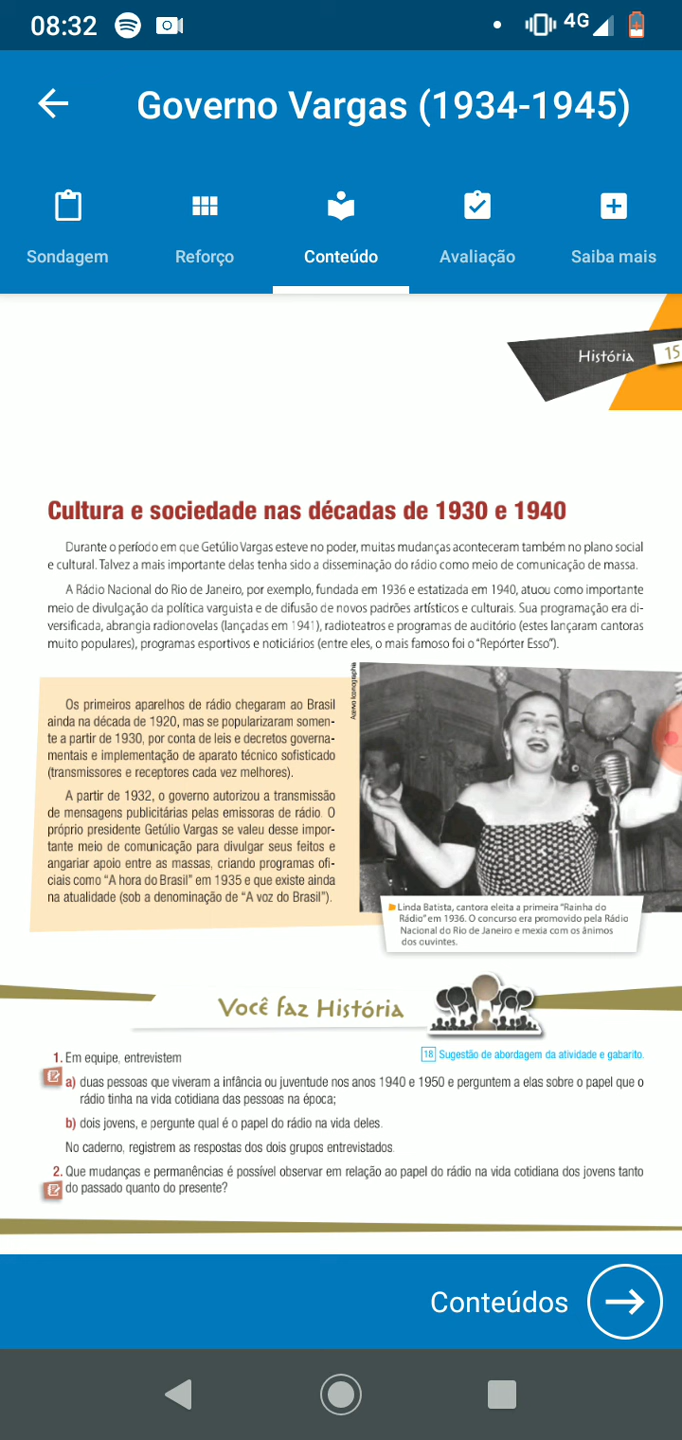 08:32
4G
Governo Vargas (1934-1945)
Sondagem
Reforço
Conteúdo
Avaliação
Saiba mais
História
15
Cultura e sociedade nas décadas de 1930 e 1940
Durante o período em que Getúlio Vargas esteve no poder, muitas mudanças aconteceram também no plano social
e cultural. Talvez a mais importante delas tenha sido a disseminação do rádio como meio de comunicação de massa.
A Rádio Nacional do Rio de Janeiro, por exemplo, fundada em 1936 e estatizada em 1940, atuou como importante
meio de divulgação da política varguista e de difusão de novos padrões artísticos e culturais. Sua programação era di-
versificada, abrangia radionovelas (lançadas em 1941), radioteatros e programas de auditório (estes lançaram cantoras
muito populares), programas esportivos e noticiários (entre eles, o mais famoso foi o "Repórter Esso").
Os primeiros aparelhos de rádio chegaram ao Brasil
ainda na década de 1920, mas se popularizaram somen-
te a partir de 1930, por conta de leis e decretos governa-
mentais e implementação de aparato técnico sofisticado
(transmissores e receptores cada vez melhores).
A partir de 1932, o governo autorizou a transmissão
de mensagens publicitárias pelas emissoras de rádio. O
próprio presidente Getúlio Vargas se valeu desse impor-
tante meio de comunicação para divulgar seus feitos e
angariar apoio entre as massas, criando programas ofi-
ciais como "A hora do Brasil" em 1935 e que existe ainda
na atualidade (sob a denominação de "A voz do Brasil").
Acervo Iconographia
Linda Batista, cantora eleita a primeira "Rainha do
Rádio" em 1936. O concurso era promovido pela Rádio
Nacional do Rio de Janeiro e mexia com os ânimos
dos ouvintes.
Você faz História
18 Sugestão de abordagem da atividade e gabarito.
1. Em equipe, entrevistem
a) duas pessoas que viveram a infância ou juventude nos anos 1940 e 1950 e perguntem a elas sobre o papel que o
rádio tinha na vida cotidiana das pessoas na época;
b) dois jovens, e pergunte qual é o papel do rádio na vida deles.
No caderno, registrem as respostas dos dois grupos entrevistados.
2. Que mudanças e permanências é possível observar em relação ao papel do rádio na vida cotidiana dos jovens tanto
do passado quanto do presente?
Conteúdos